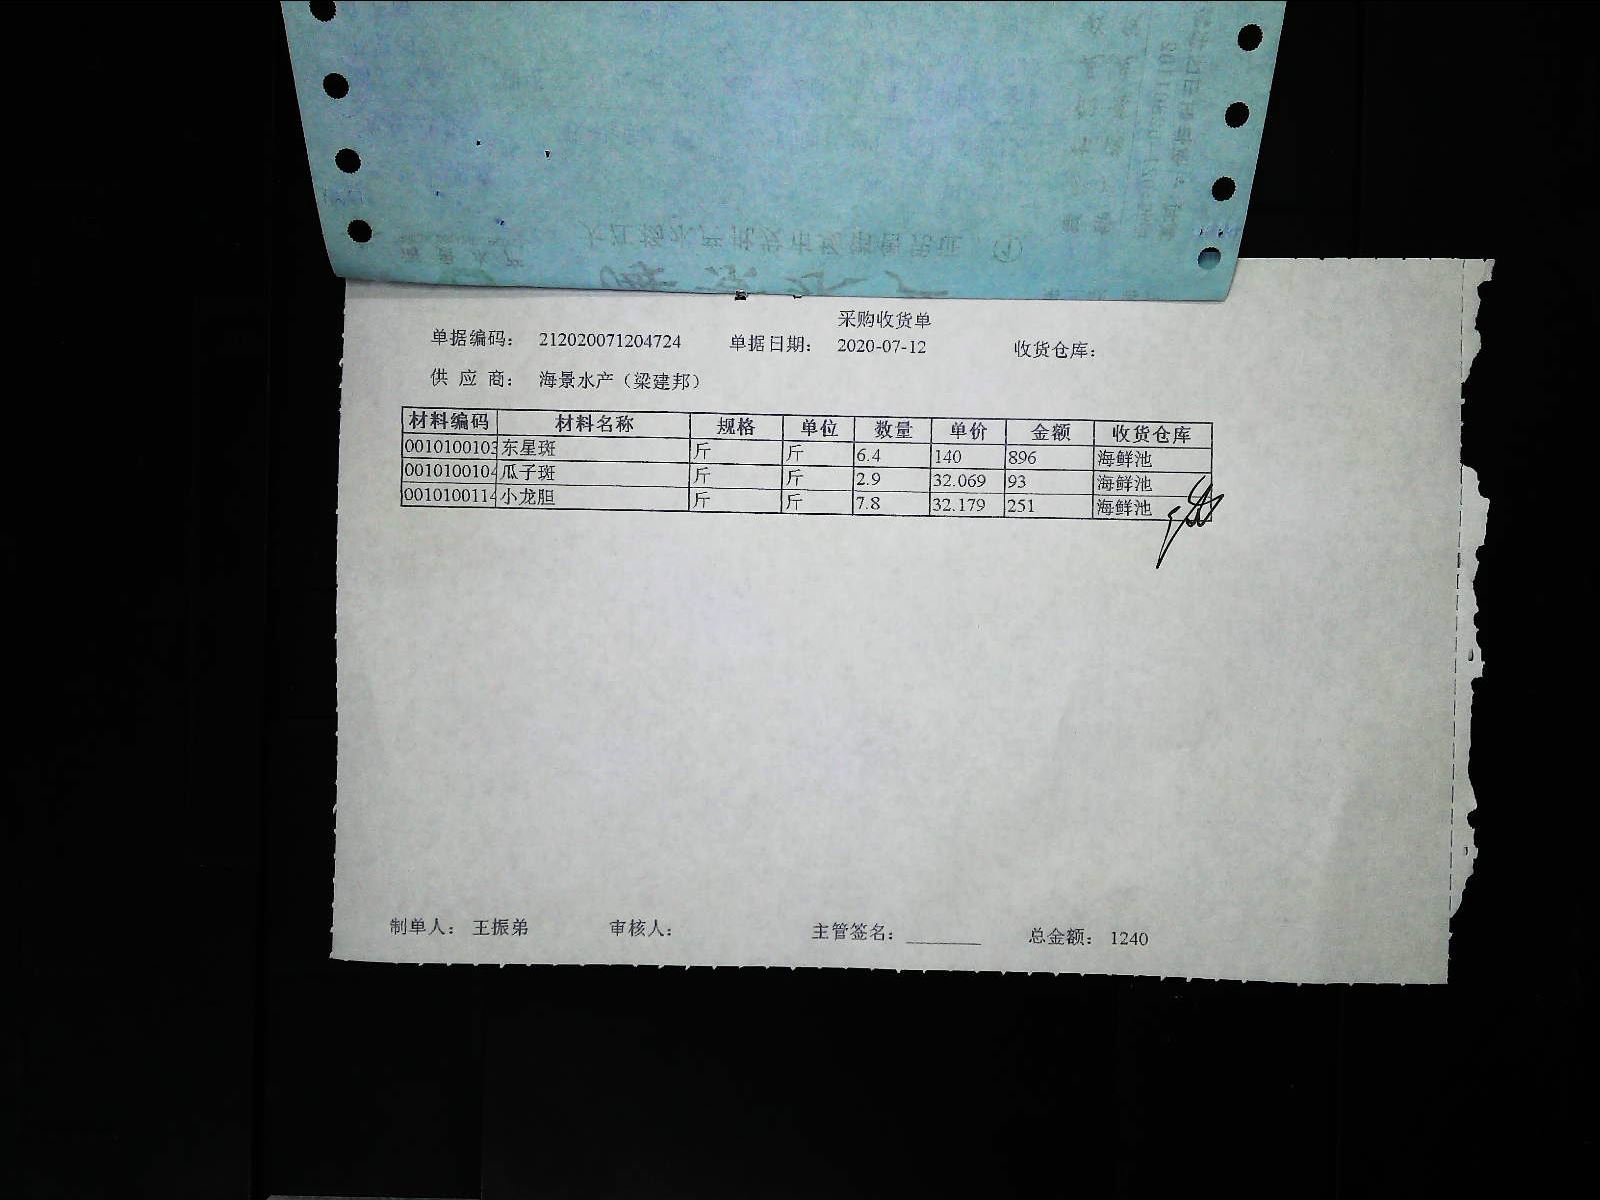 采购收货单
单据编码： 212020071204724 单据日期： 2020-07-12 收货仓库：
供 应 商： 海景水产（梁建邦）
材料编码 材料名称 规格 单位 数量 单价 金额 收货仓库
0010100103 东星斑 斤 斤 6.4 140 896 海鲜池
0010100104 瓜子斑 斤 斤 2.9 32.069 93 海鲜池
0010100114 小龙胆 斤 斤 7.8 32.179 251 海鲜池
制单人： 王振弟 审核人： 主管签名： 总金额： 1240